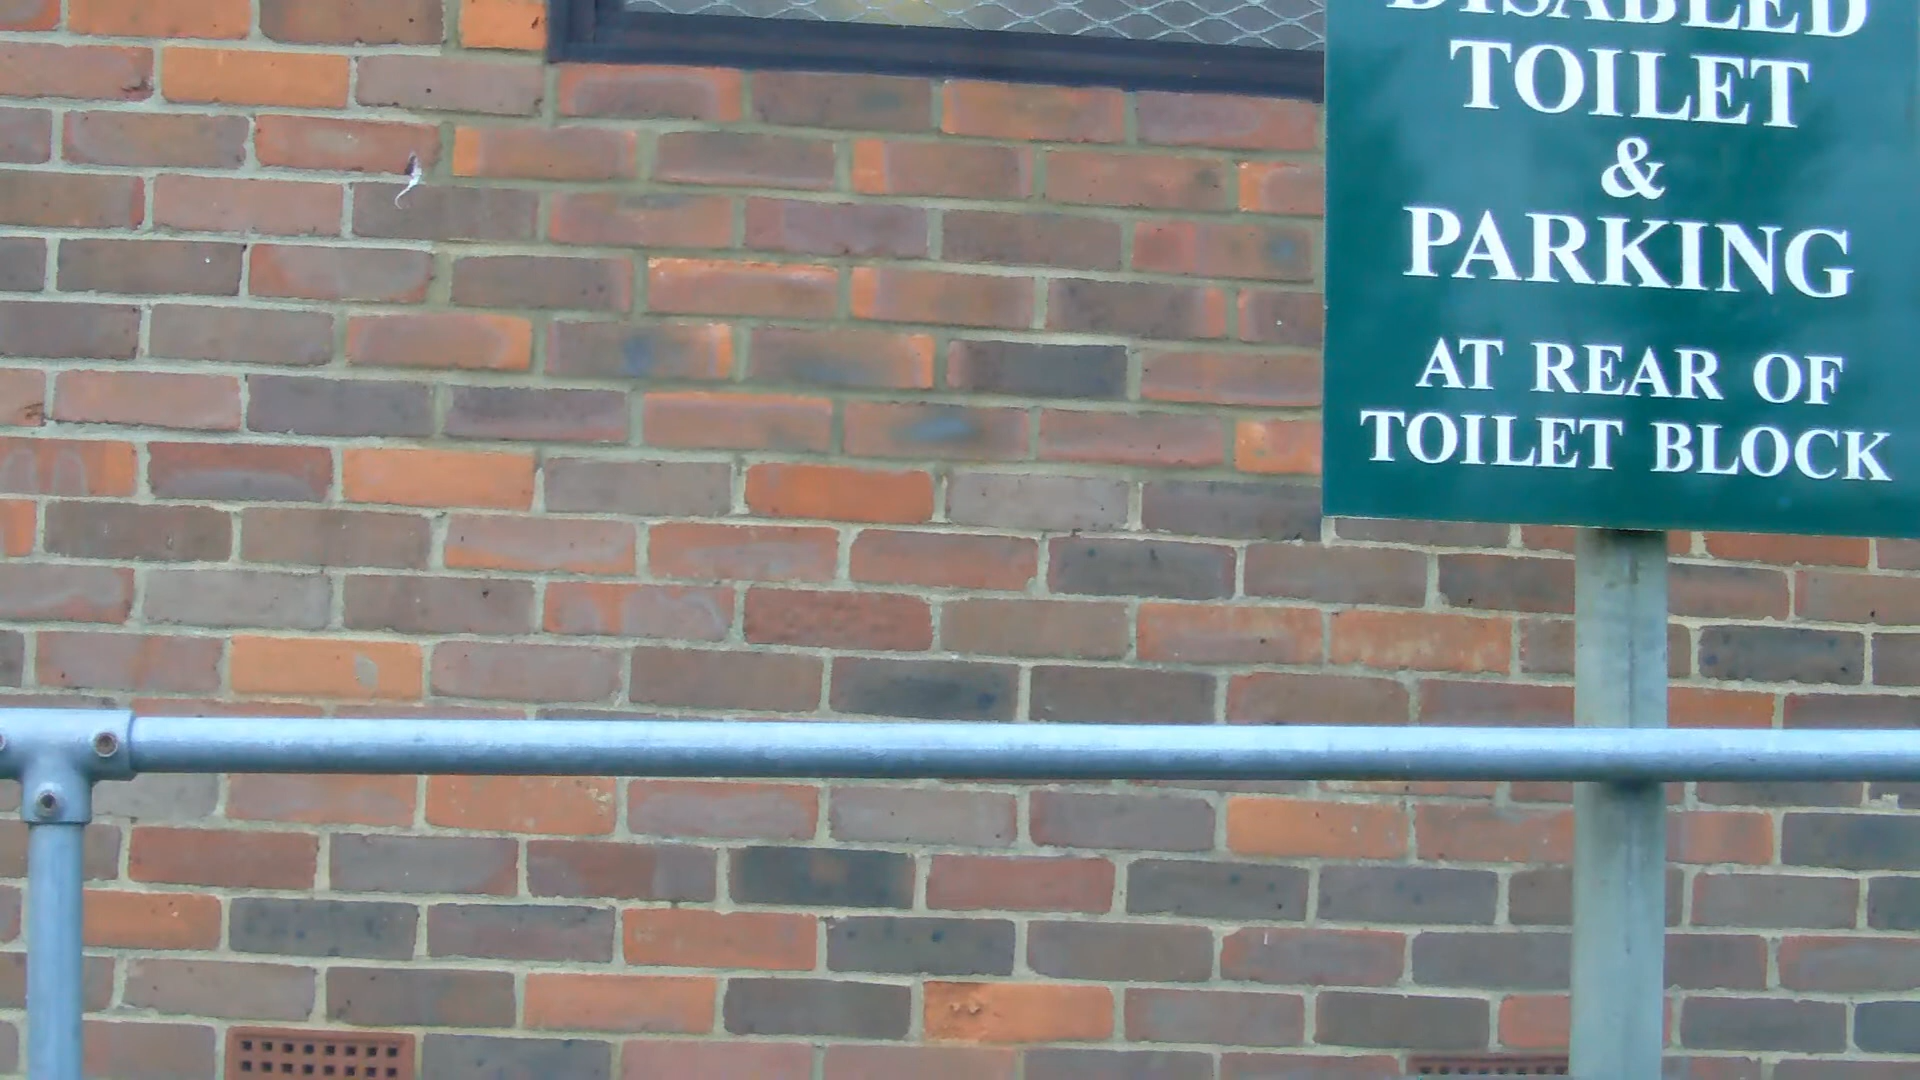 DISABLED
TOILET
&
PARKING
AT REAR OF
TOILET BLOCK